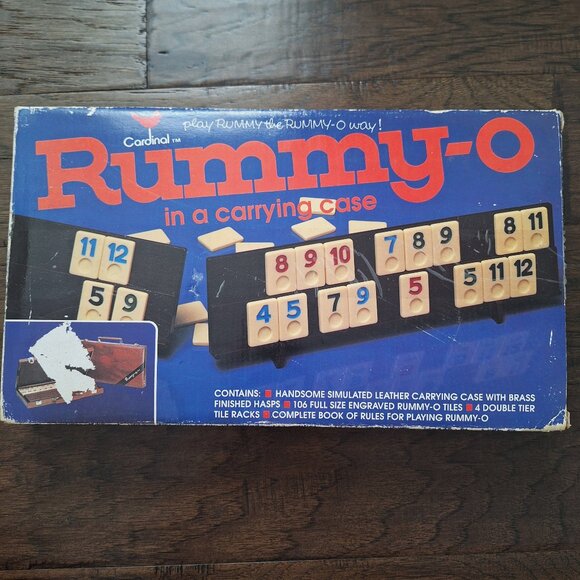 play RUMMY the RUMMY-O way!
Cardinal TM
Rummy-O
in a carrying case
11 12
5 9
8 9 10
7 8 9
8 11
4 5
7 9
5
5 11 12
CONTAINS: HANDSOME SIMULATED LEATHER CARRYING CASE WITH BRASS
FINISHED HASPS 106 FULL SIZE ENGRAVED RUMMY-O TILES 4 DOUBLE TIER
TILE RACKS COMPLETE BOOK OF RULES FOR PLAYING RUMMY-O